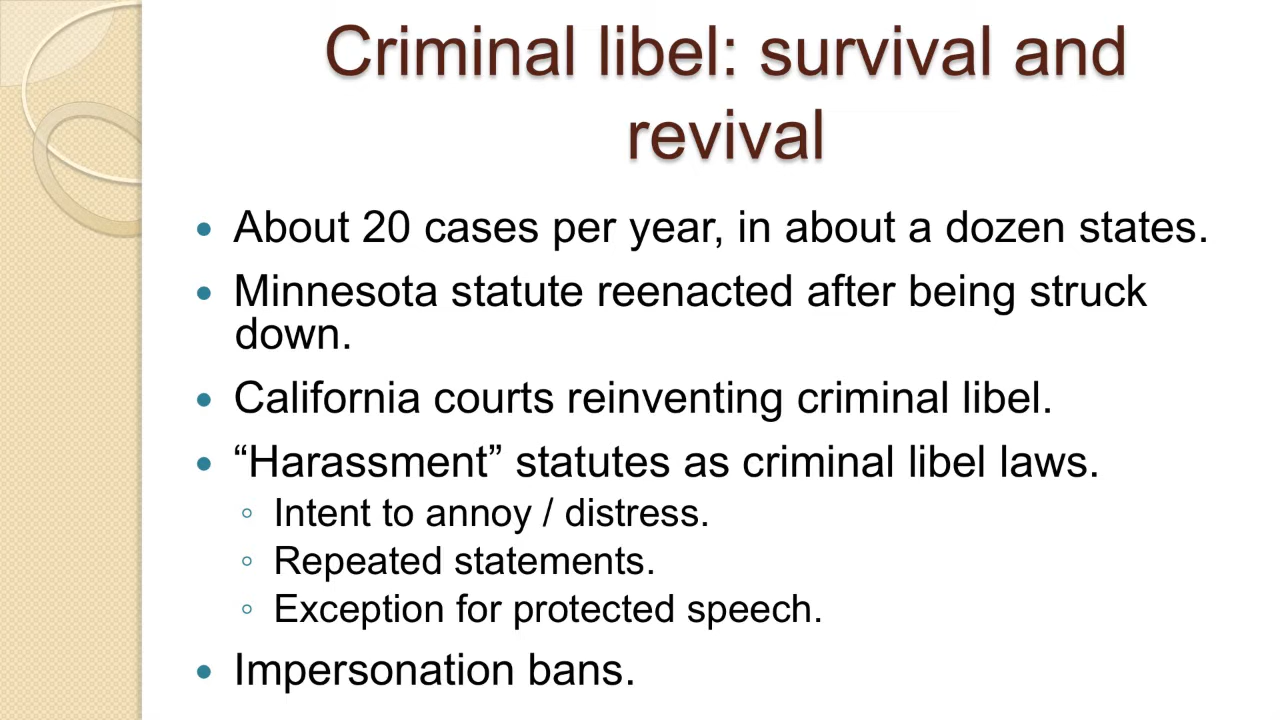 Criminal libel: survival and
revival
• About 20 cases per year, in about a dozen states.
• Minnesota statute reenacted after being struck
down.
• California courts reinventing criminal libel.
• “Harassment” statutes as criminal libel laws.
◦ Intent to annoy / distress.
◦ Repeated statements.
◦ Exception for protected speech.
• Impersonation bans.